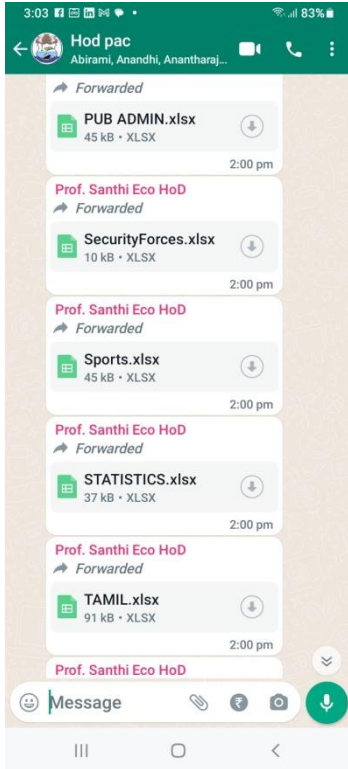 3:03
83%
Hod pac
Abirami, Anandhi, Anantharaj...
Forwarded
PUB ADMIN.xlsx
45 kB • XLSX
2:00 pm
Prof. Santhi Eco HoD
Forwarded
SecurityForces.xlsx
10 kB • XLSX
2:00 pm
Prof. Santhi Eco HoD
Forwarded
Sports.xlsx
45 kB • XLSX
2:00 pm
Prof. Santhi Eco HoD
Forwarded
STATISTICS.xlsx
37 kB • XLSX
2:00 pm
Prof. Santhi Eco HoD
Forwarded
TAMIL.xlsx
91 kB • XLSX
2:00 pm
Prof. Santhi Eco HoD
Message